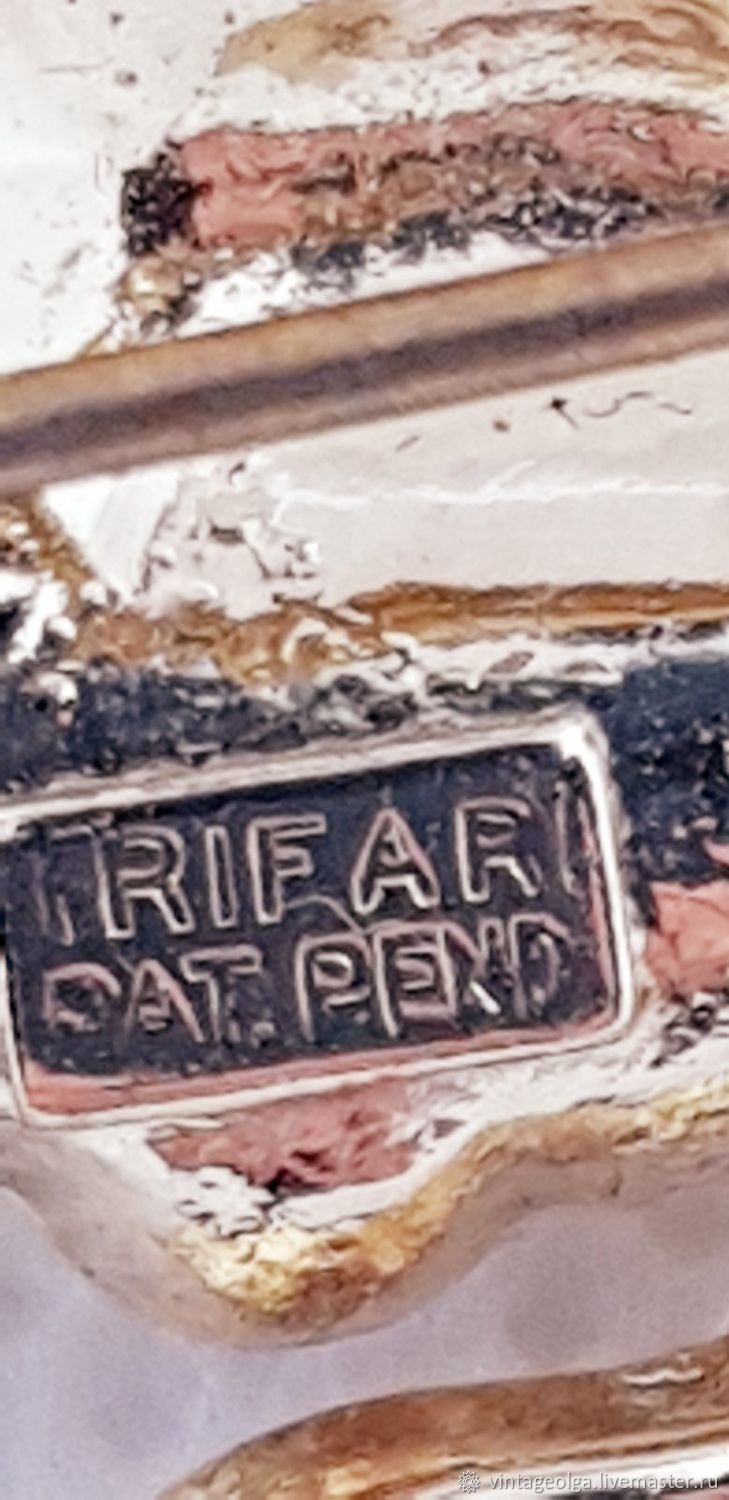 TRIFARI
PAT. PEND
vintageolga.livemaster.ru